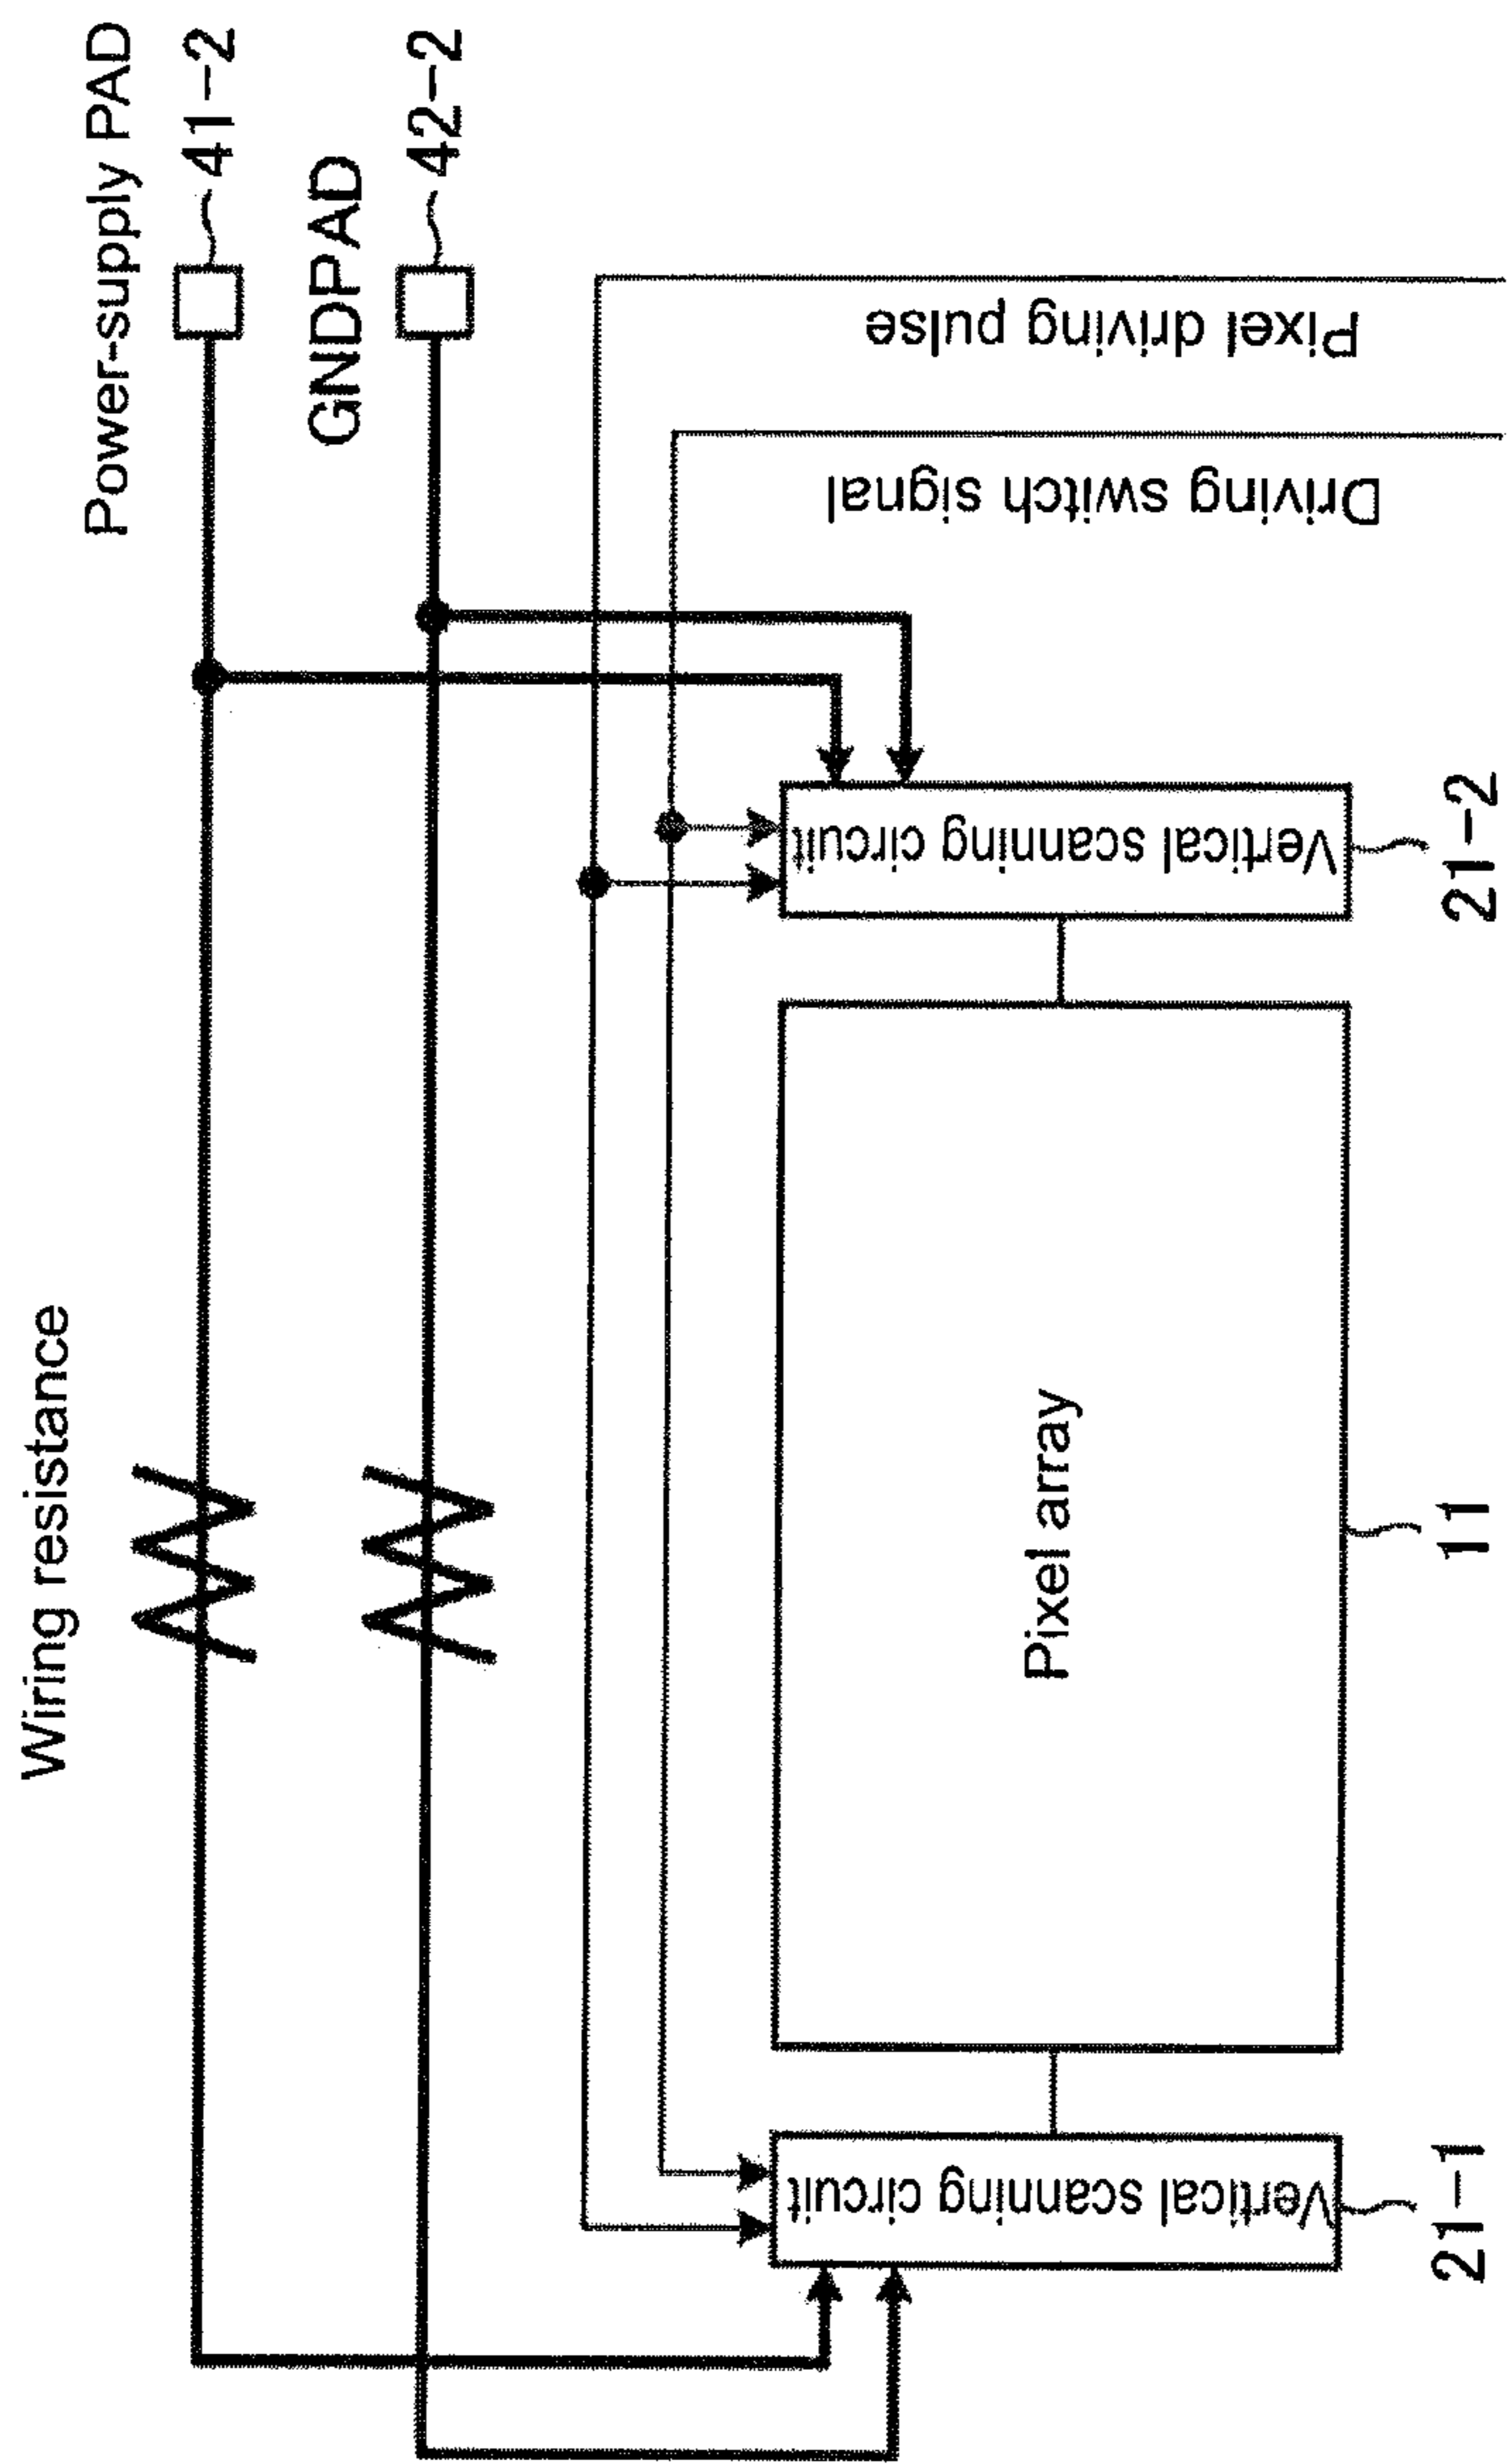 Wiring resistance
Power-supply PAD
41-2
GNDPAD
42-2
Pixel driving pulse
Driving switch signal
Vertical scanning circuit
21-1
Pixel array
11
Vertical scanning circuit
21-2